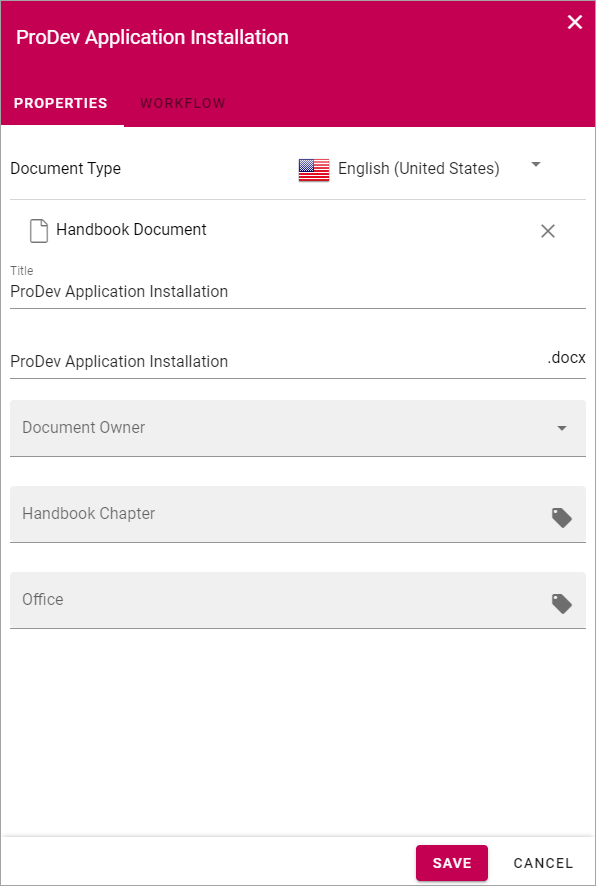 ProDev Application Installation
PROPERTIES WORKFLOW
Document Type English (United States)
Handbook Document
Title
ProDev Application Installation
ProDev Application Installation .docx
Document Owner
Handbook Chapter
Office
SAVE CANCEL